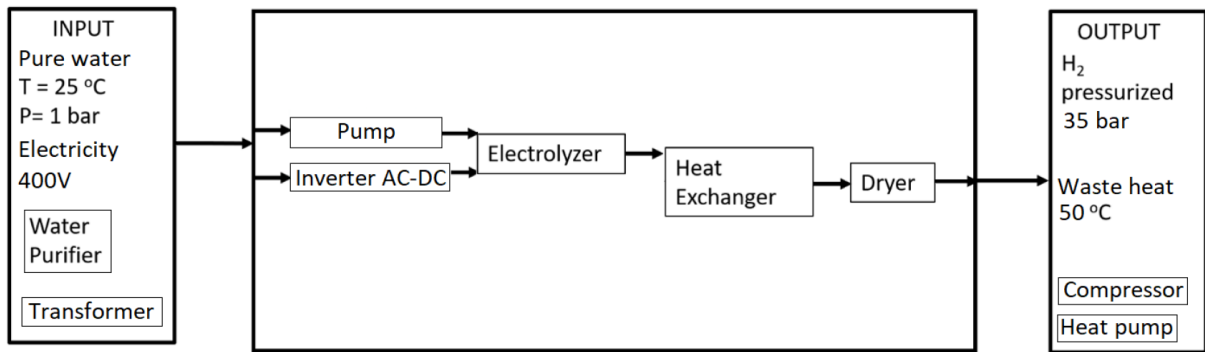 INPUT
Pure water
T = 25 ºC
P= 1 bar
Electricity
400V
Water
Purifier
Transformer
Pump
Inverter AC-DC
Electrolyzer
Heat
Exchanger
Dryer
OUTPUT
H₂
pressurized
35 bar
Waste heat
50 ºC
Compressor
Heat pump